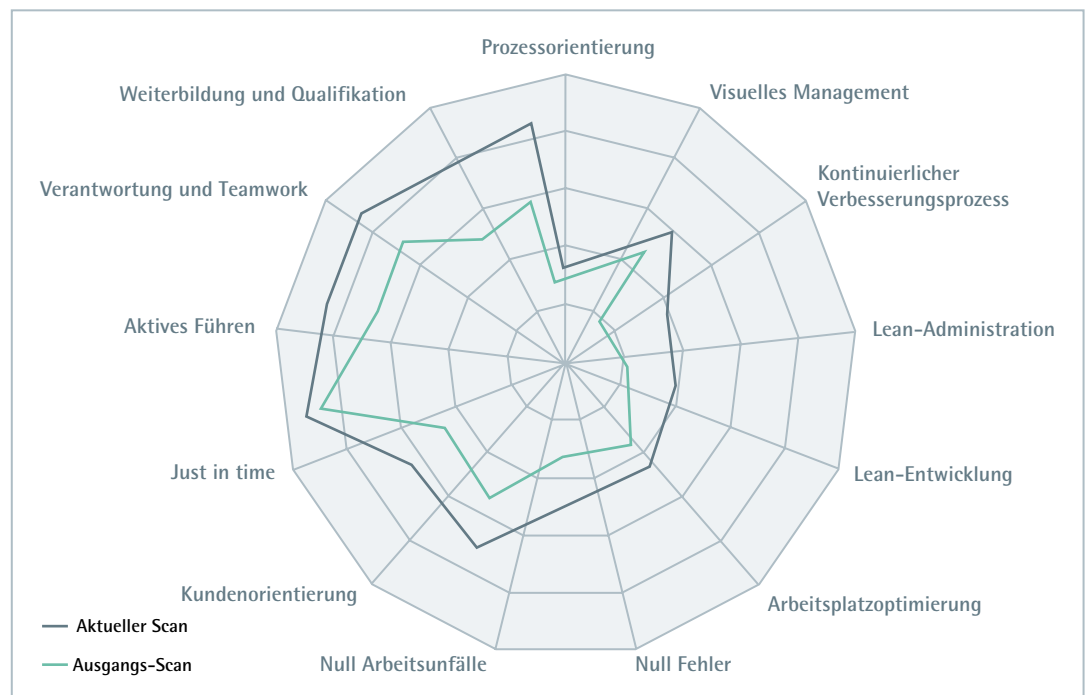 Prozessorientierung
Visuelles Management
Kontinuierlicher
Verbesserungsprozess
Lean-Administration
Lean-Entwicklung
Arbeitsplatzoptimierung
Null Fehler
Null Arbeitsunfälle
Kundenorientierung
Just in time
Aktives Führen
Verantwortung und Teamwork
Weiterbildung und Qualifikation
Aktueller Scan
Ausgangs-Scan